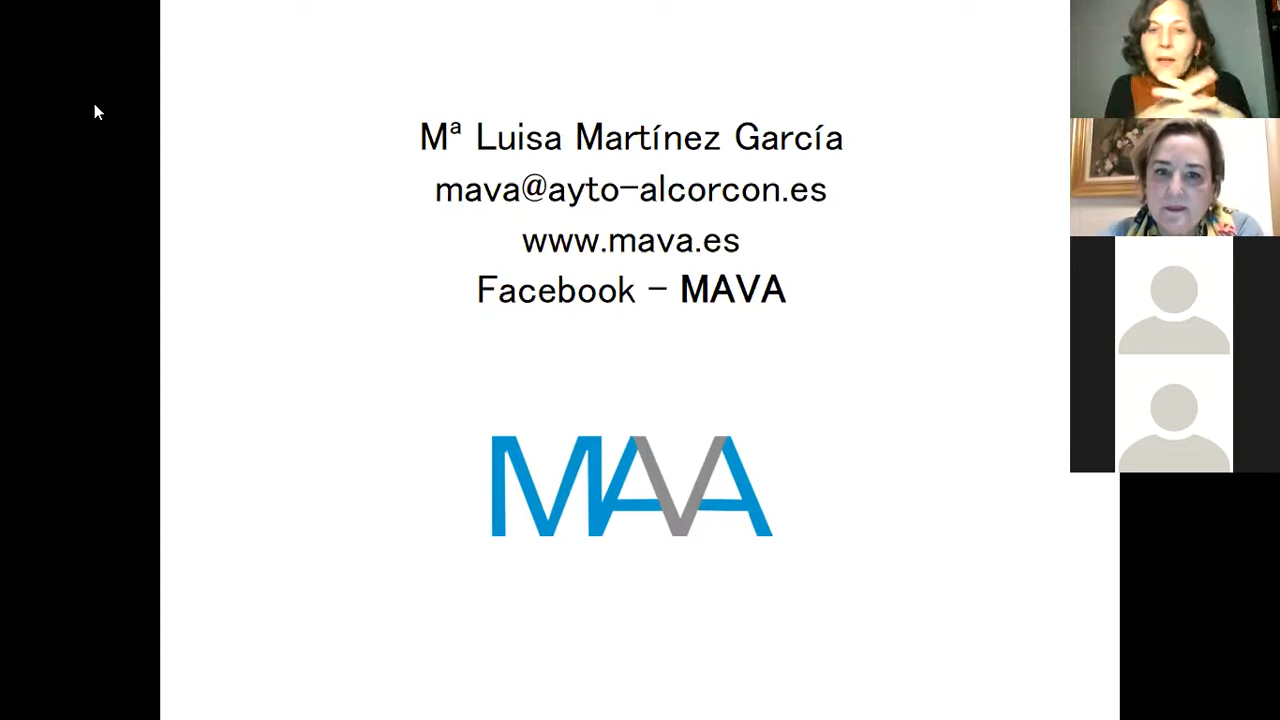 Mª Luisa Martínez García
mava@ayto-alcorcon.es
www.mava.es
Facebook - MAVA
MAVA